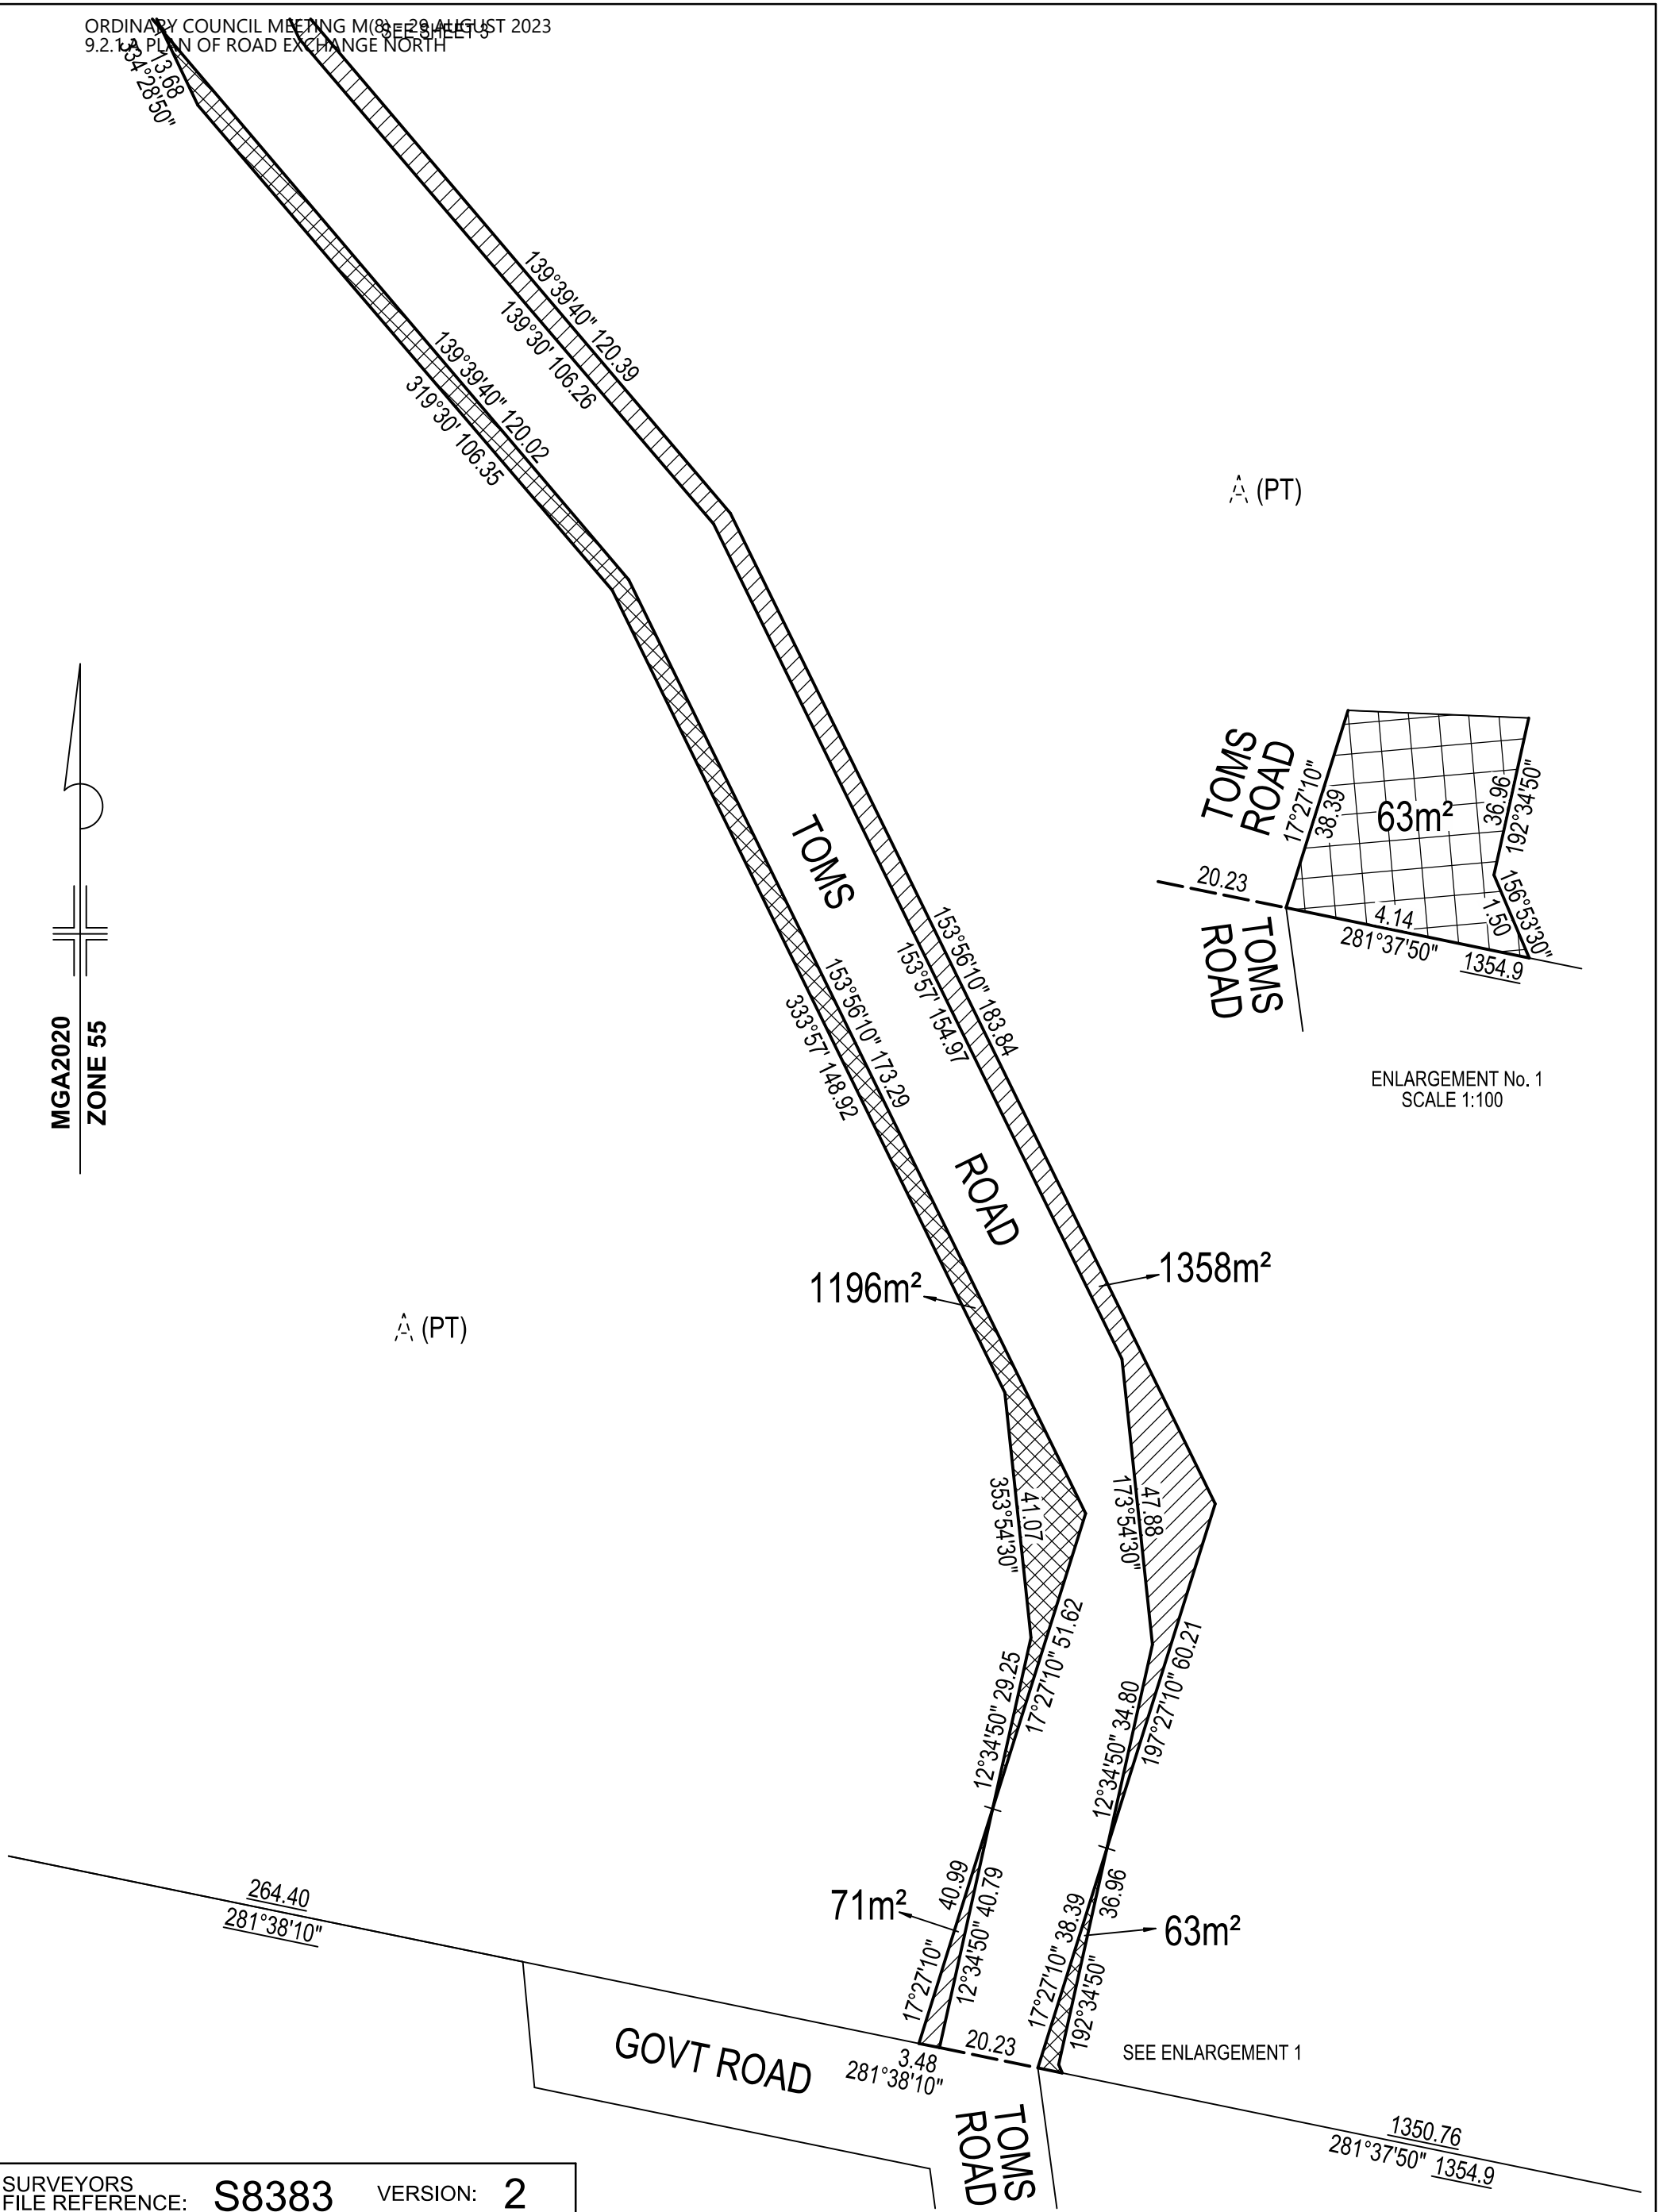 ORDINARY COUNCIL MEETING M(8) - 29 AUGUST 2023
SEE SHEET 3
9.2.1.A PLAN OF ROAD EXCHANGE NORTH
13.68
334°28'50"
139°39'40" 120.39
139°30' 106.26
139°39'40" 120.02
319°30' 106.35
A (PT)
TOMS
ROAD
17°27'10"
38.39
63m²
36.96
192°34'50"
20.23
4.14
281°37'50"
1.50
156°53'30"
1354.9
TOMS
ROAD
ENLARGEMENT No. 1
SCALE 1:100
MGA2020
ZONE 55
TOMS
153°56'10" 183.84
153°57' 154.97
153°56'10" 173.29
333°57' 148.92
ROAD
1196m²
1358m²
A (PT)
353°54'30"
41.07
173°54'30"
47.88
12°34'50" 29.25
17°27'10" 51.62
12°34'50" 34.80
197°27'10" 60.21
264.40
281°38'10"
71m²
40.99
17°27'10"
12°34'50" 40.79
17°27'10" 38.39
36.96
192°34'50"
63m²
GOVT ROAD
3.48
281°38'10"
20.23
SEE ENLARGEMENT 1
TOMS
ROAD
1350.76
281°37'50" 1354.9
SURVEYORS
FILE REFERENCE: S8383 VERSION: 2